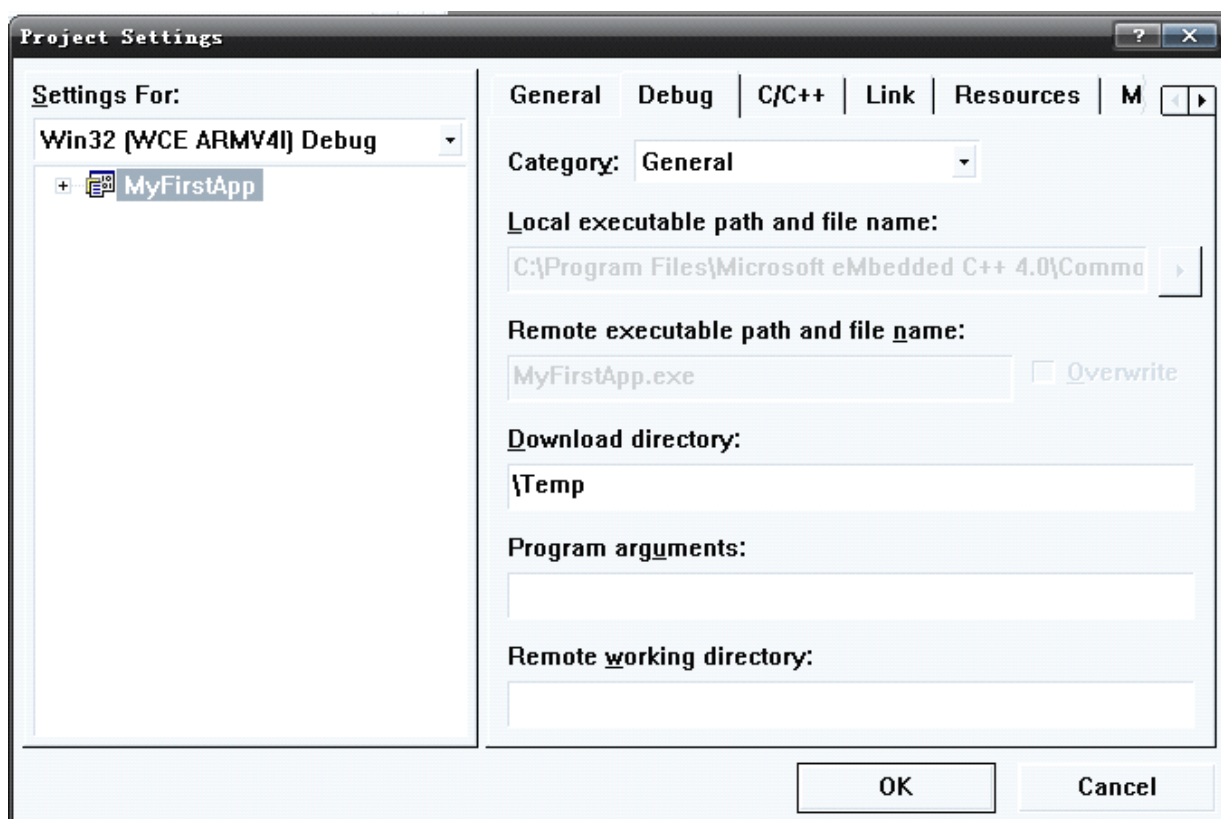 Project Settings
Settings For:
Win32 (WCE ARMV4I) Debug
MyFirstApp
General Debug C/C++ Link Resources M
Category: General
Local executable path and file name:
C:\Program Files\Microsoft eMbedded C++ 4.0\Commo
Remote executable path and file name:
MyFirstApp.exe Overwrite
Download directory:
\Temp
Program arguments:
Remote working directory:
OK Cancel